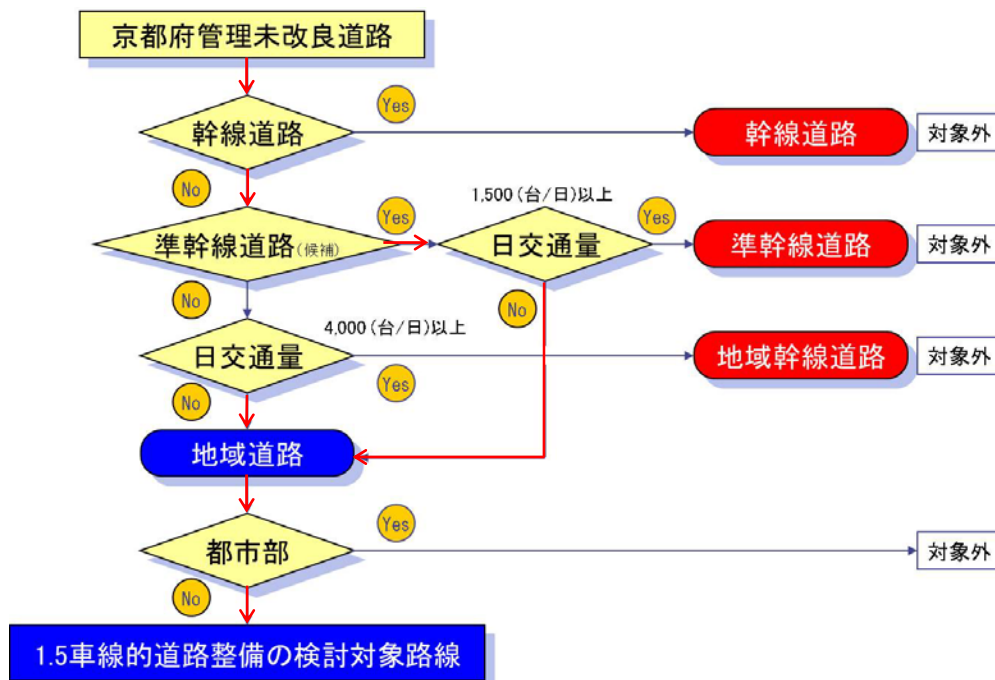 京都府管理未改良道路
Yes
幹線道路
幹線道路
対象外
No
1,500(台/日)以上
Yes
Yes
準幹線道路(候補)
日交通量
準幹線道路
対象外
No
No
4,000(台/日)以上
日交通量
地域幹線道路
対象外
Yes
No
地域道路
Yes
都市部
対象外
No
1.5車線的道路整備の検討対象路線